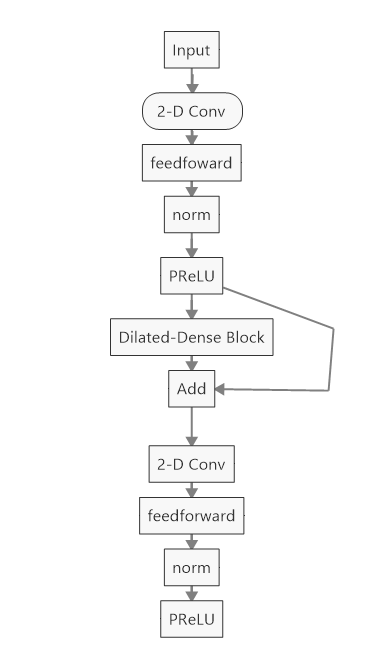 Input
2-D Conv
feedfoward
norm
PReLU
Dilated-Dense Block
Add
2-D Conv
feedforward
norm
PReLU